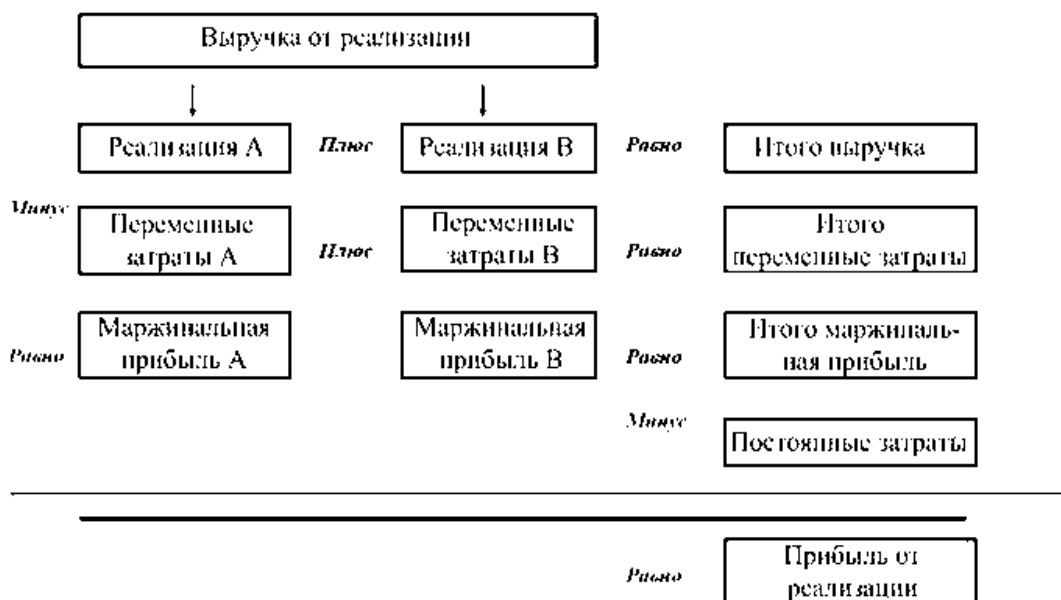 Выручка от реализации
Реализация А Плюс Реализация В Равно Итого выручка
Минус
Переменные Переменные Итого
затраты А Плюс затраты В Равно переменные затраты
Маржинальная Маржинальная Итого маржиналь-
Равно прибыль А прибыль В Равно ная прибыль
Минус
Постоянные затраты
Прибыль от
Равно реализации